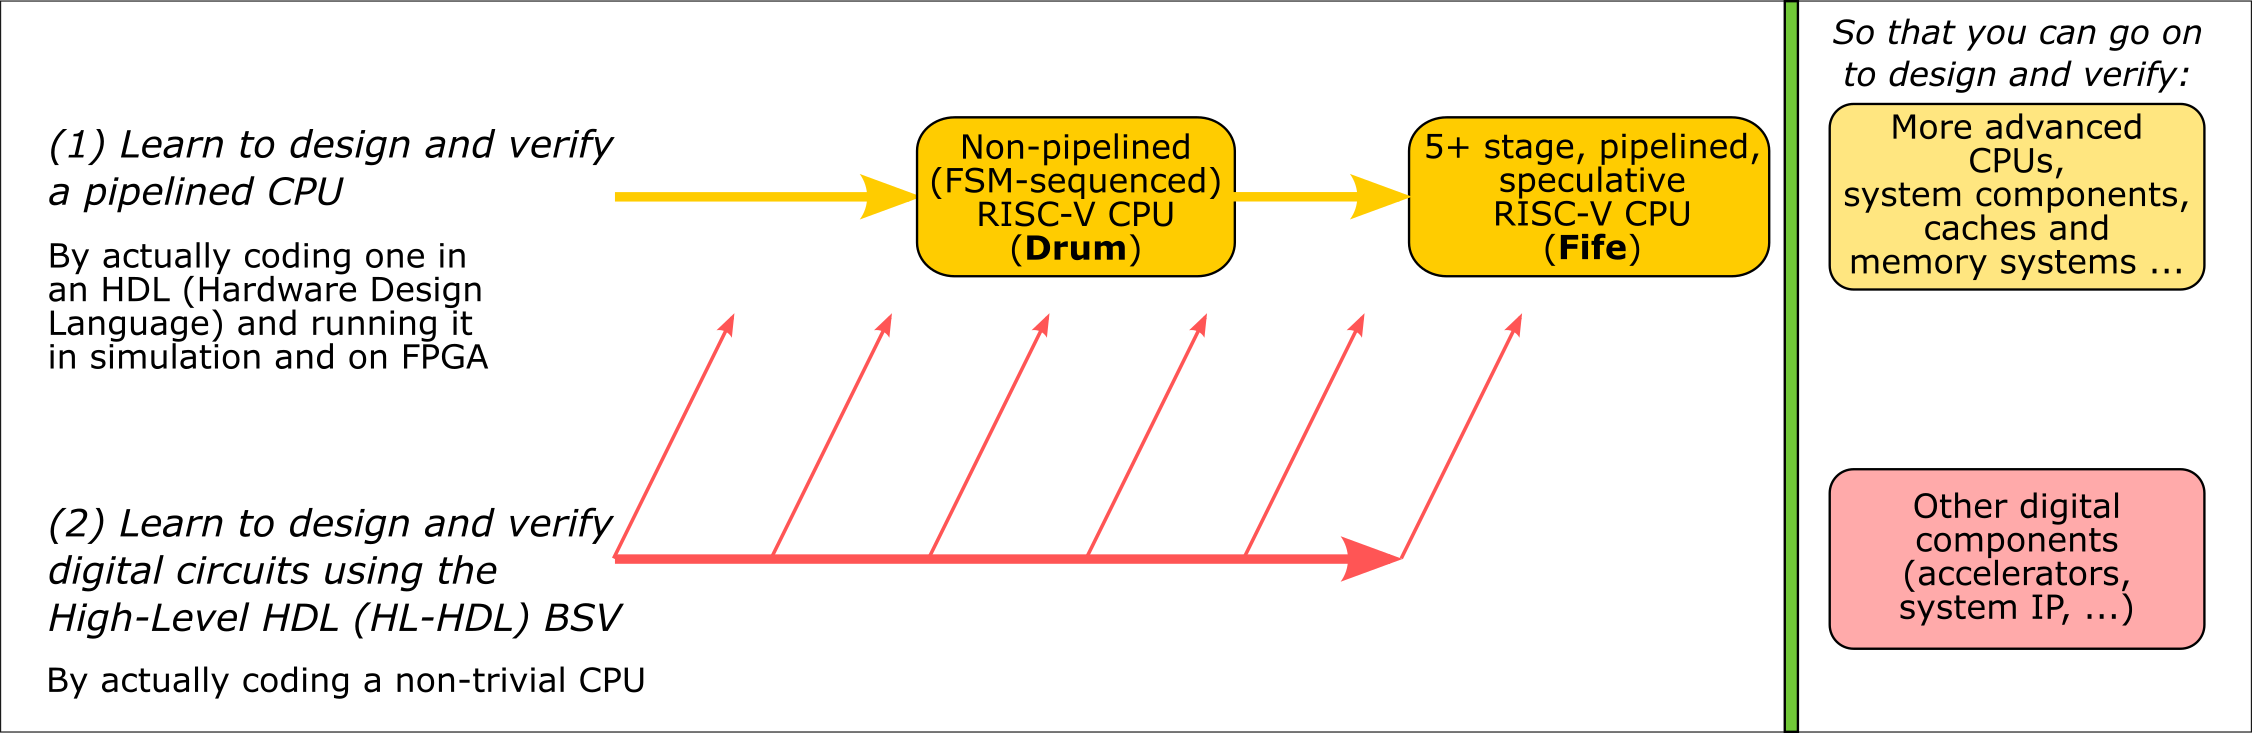 (1) Learn to design and verify
a pipelined CPU
By actually coding one in
an HDL (Hardware Design
Language) and running it
in simulation and on FPGA
Non-pipelined
(FSM-sequenced)
RISC-V CPU
(Drum)
5+ stage, pipelined,
speculative
RISC-V CPU
(Fife)
(2) Learn to design and verify
digital circuits using the
High-Level HDL (HL-HDL) BSV
By actually coding a non-trivial CPU
So that you can go on
to design and verify:
More advanced
CPUs,
system components,
caches and
memory systems ...
Other digital
components
(accelerators,
system IP, ...)